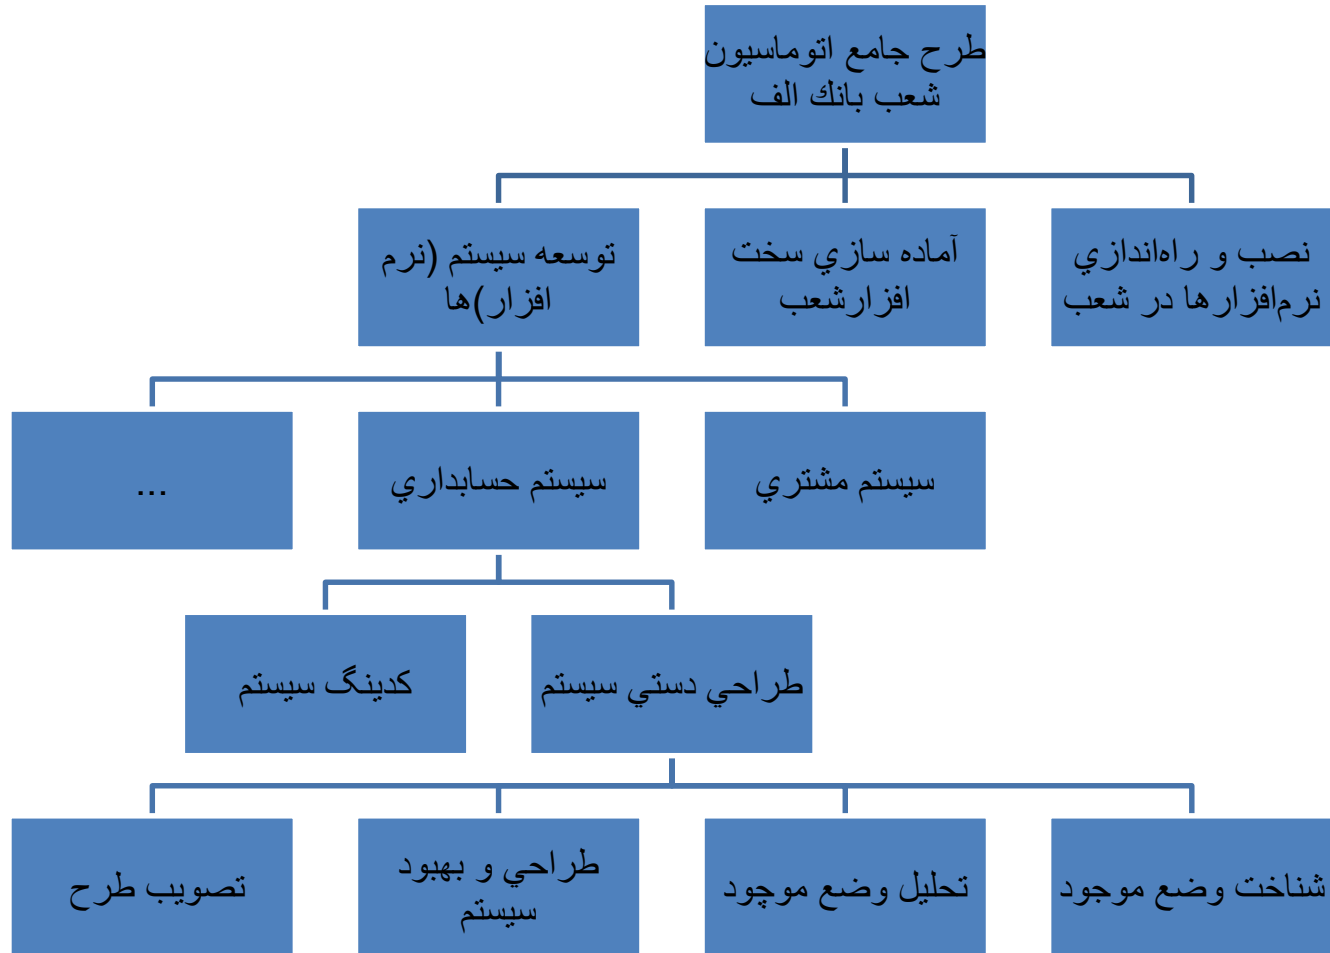 طرح جامع اتوماسيون
شعب بانك الف
نصب و راه‌اندازي
نرم‌افزارها در شعب
آماده سازي سخت
افزارشعب
توسعه سيستم (نرم
افزار)ها
سيستم مشتري
سيستم حسابداري
...
طراحي دستي سيستم
كدينگ سيستم
شناخت وضع موجود
تحليل وضع موچود
طراحي و بهبود
سيستم
تصويب طرح